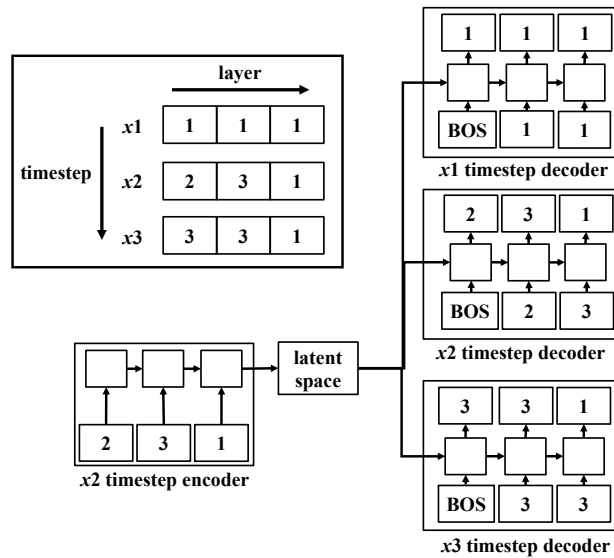 layer
timestep
x1 1 1 1
x2 2 3 1
x3 3 3 1
2 3 1
x2 timestep encoder
latent
space
1 1 1
BOS 1 1
x1 timestep decoder
2 3 1
BOS 2 3
x2 timestep decoder
3 3 1
BOS 3 3
x3 timestep decoder